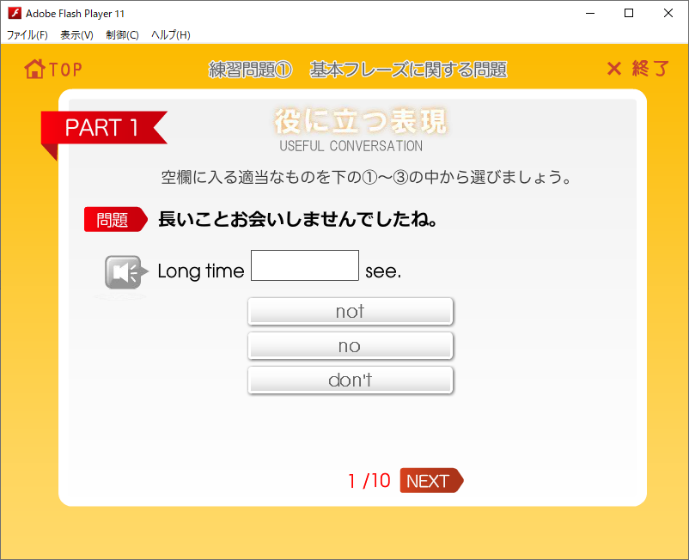 Adobe Flash Player 11
ファイル(F) 表示(V) 制御(C) ヘルプ(H)
TOP 練習問題① 基本フレーズに関する問題 × 終了
PART 1
役に立つ表現
USEFUL CONVERSATION
空欄に入る適当なものを下の①〜③の中から選びましょう。
問題 長いことお会いしませんでしたね。
Long time see.
not
no
don't
1 /10 NEXT